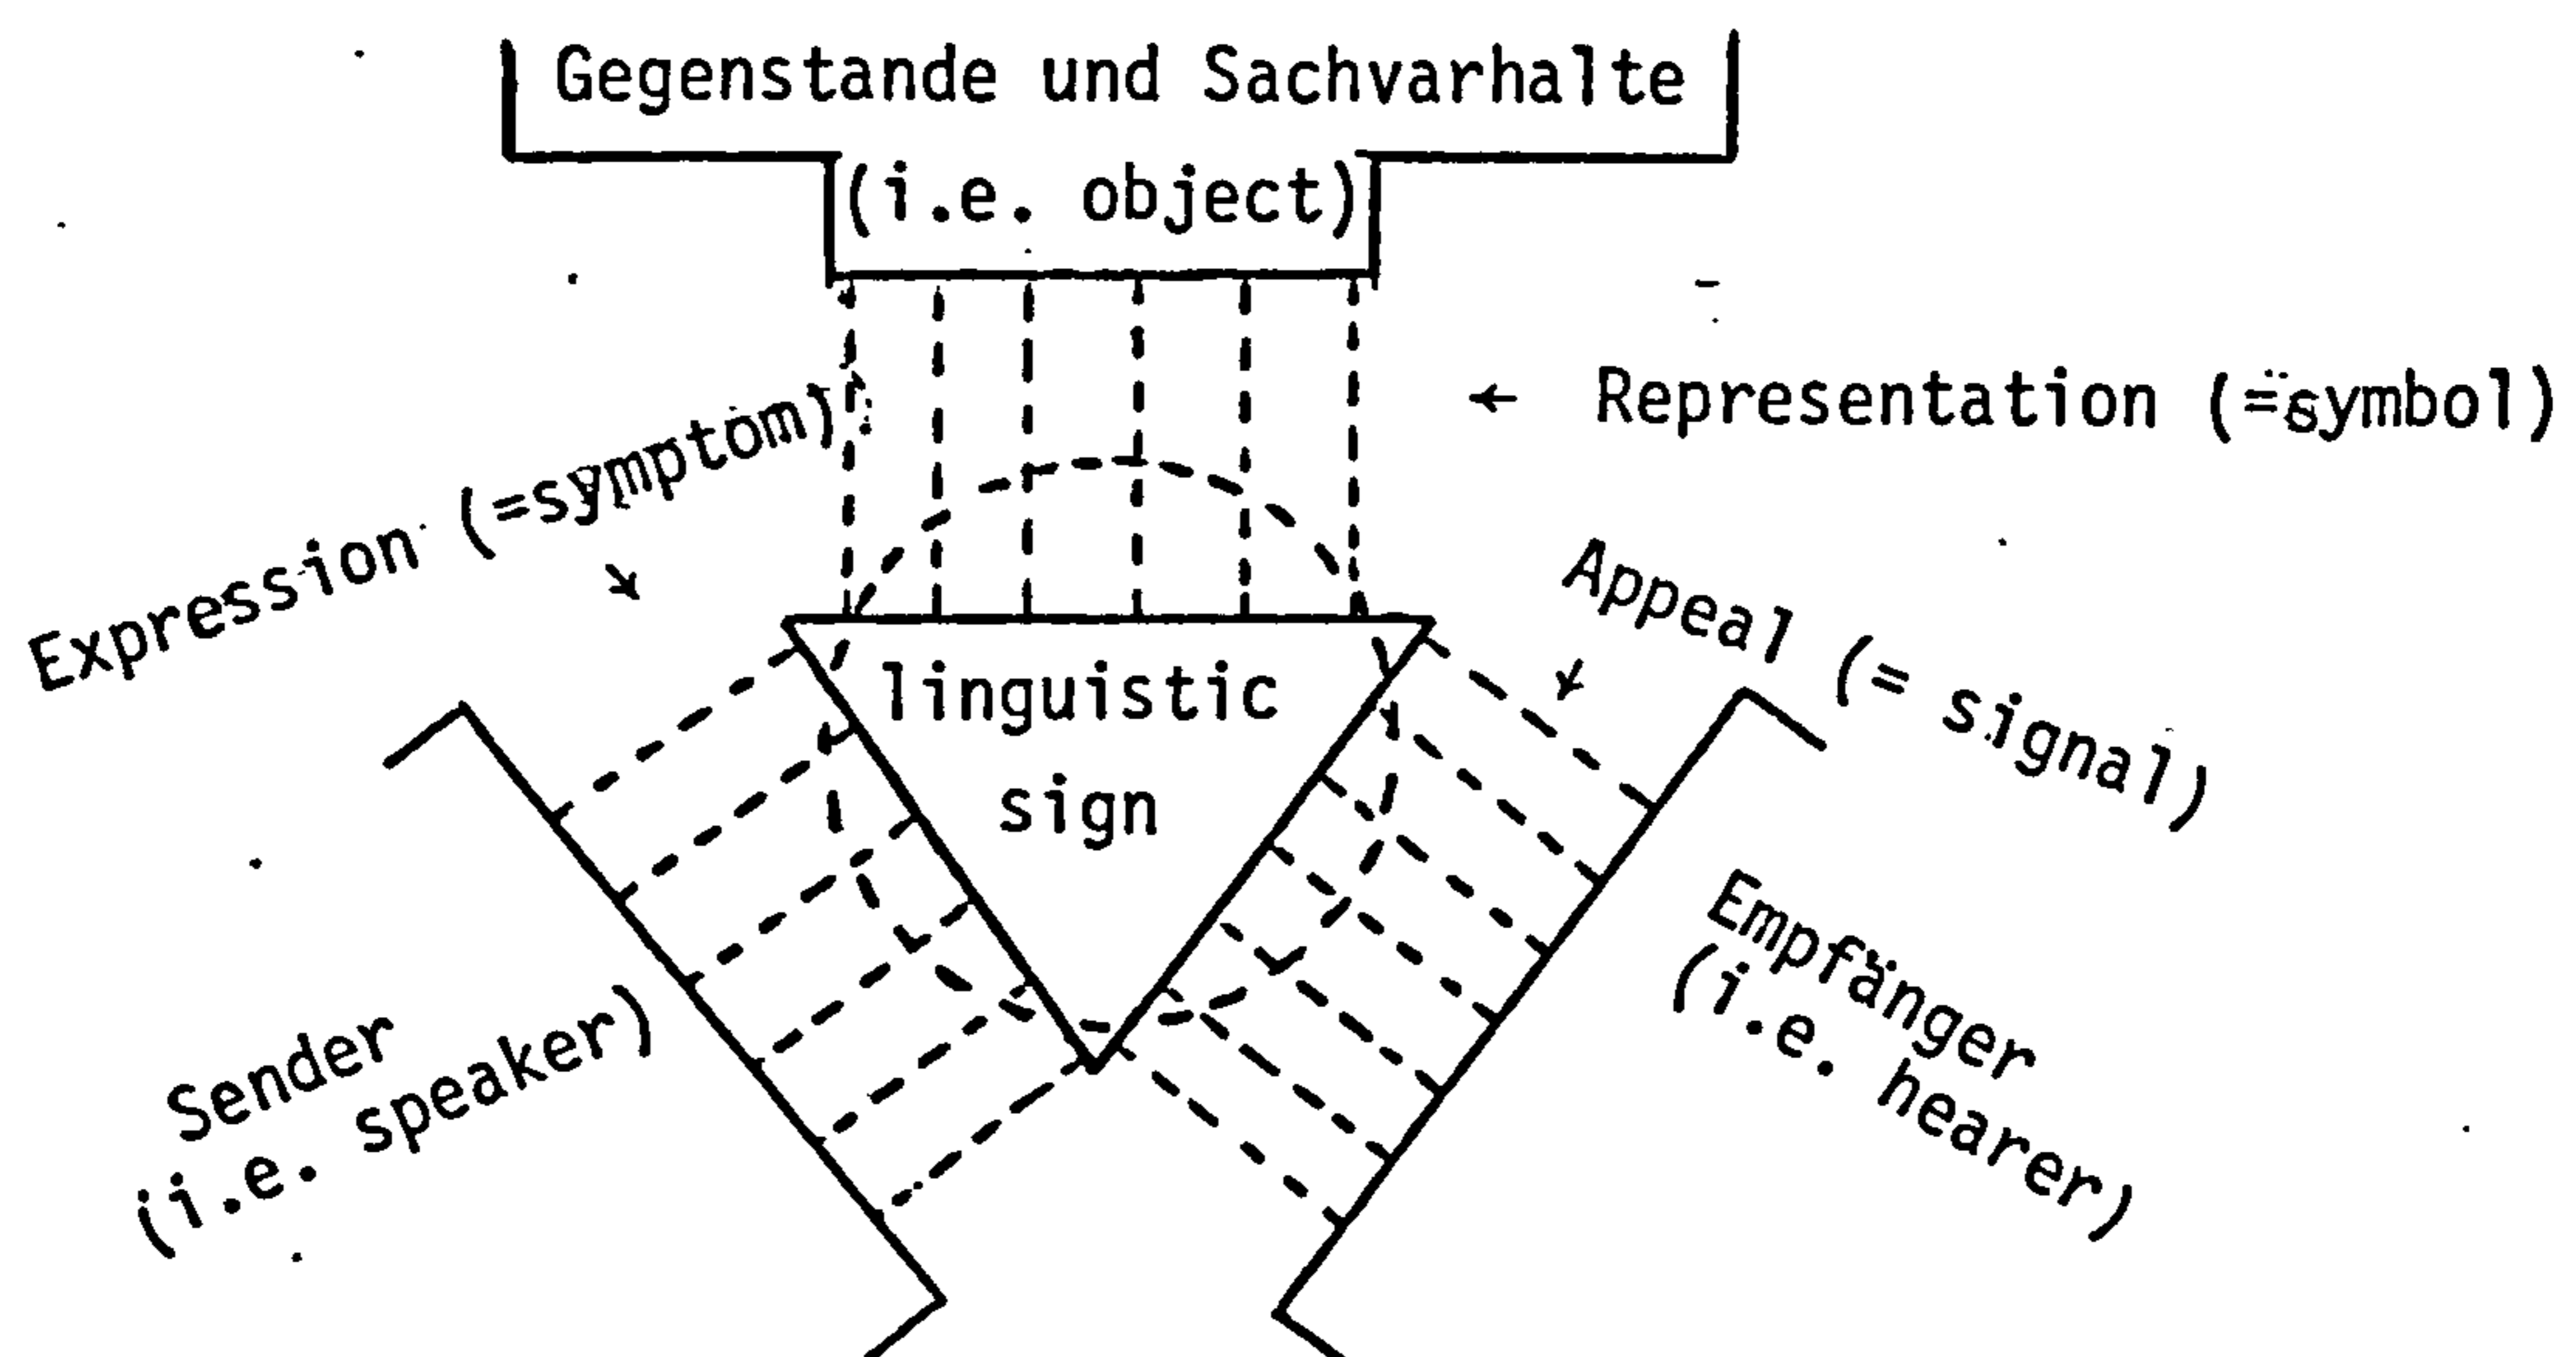 Gegenstande und Sachvarhalte
(i.e. object)
← Representation (=symbol)
Expression (=symptom)
Appeal (= signal)
linguistic
sign
Sender
(i.e. speaker)
Empfänger
(i.e. hearer)